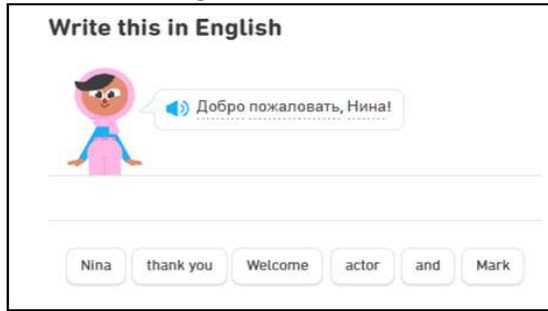 Write this in English
Добро пожаловать, Нина!
Nina thank you Welcome actor and Mark